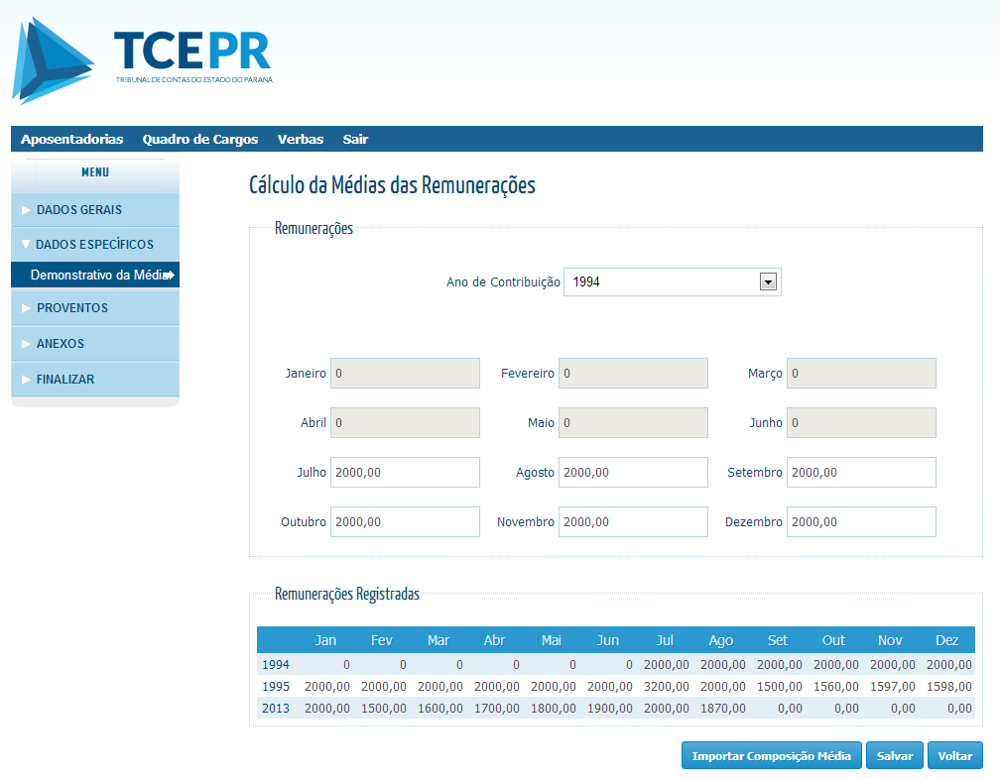 TCEPR
TRIBUNAL DE CONTAS DO ESTADO DO PARANÁ
Aposentadorias Quadro de Cargos Verbas Sair
MENU
DADOS GERAIS
DADOS ESPECÍFICOS
Demonstrativo da Média
PROVENTOS
ANEXOS
FINALIZAR
Cálculo da Médias das Remunerações
Remunerações
Ano de Contribuição 1994
Janeiro 0 Fevereiro 0 Março 0
Abril 0 Maio 0 Junho 0
Julho 2000,00 Agosto 2000,00 Setembro 2000,00
Outubro 2000,00 Novembro 2000,00 Dezembro 2000,00
Remunerações Registradas
Jan Fev Mar Abr Mai Jun Jul Ago Set Out Nov Dez
1994 0 0 0 0 0 0 2000,00 2000,00 2000,00 2000,00 2000,00 2000,00
1995 2000,00 2000,00 2000,00 2000,00 2000,00 2000,00 3200,00 2000,00 1500,00 1560,00 1597,00 1598,00
2013 2000,00 1500,00 1600,00 1700,00 1800,00 1900,00 2000,00 1870,00 0,00 0,00 0,00 0,00
Importar Composição Média Salvar Voltar